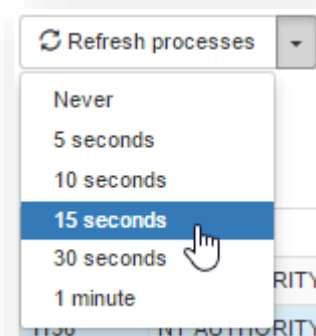 Refresh processes
Never
5 seconds
10 seconds
15 seconds
30 seconds
1 minute